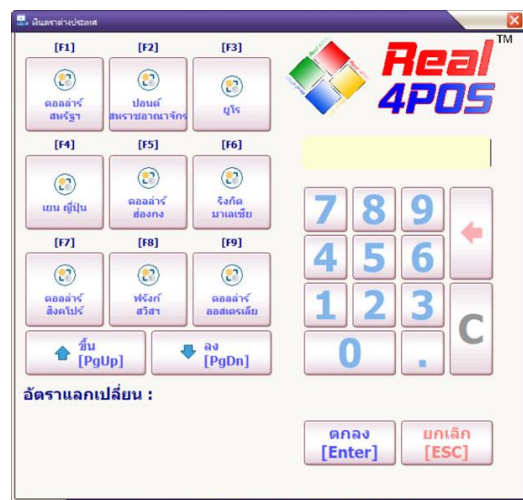 เงินตราต่างประเทศ
[F1] [F2] [F3]
ดอลล่าร์ สหรัฐฯ
ปอนด์ สหราชอาณาจักร
ยูโร
[F4] [F5] [F6]
เยน ญี่ปุ่น
ดอลล่าร์ ฮ่องกง
ริงกิต มาเลเซีย
[F7] [F8] [F9]
ดอลล่าร์ สิงคโปร์
ฟรังก์ สวิสฯ
ดอลล่าร์ ออสเตรเลีย
ขึ้น [PgUp]
ลง [PgDn]
อัตราแลกเปลี่ยน :
Real TM
4POS
7 8 9
4 5 6
1 2 3 C
0 .
ตกลง [Enter]
ยกเลิก [ESC]